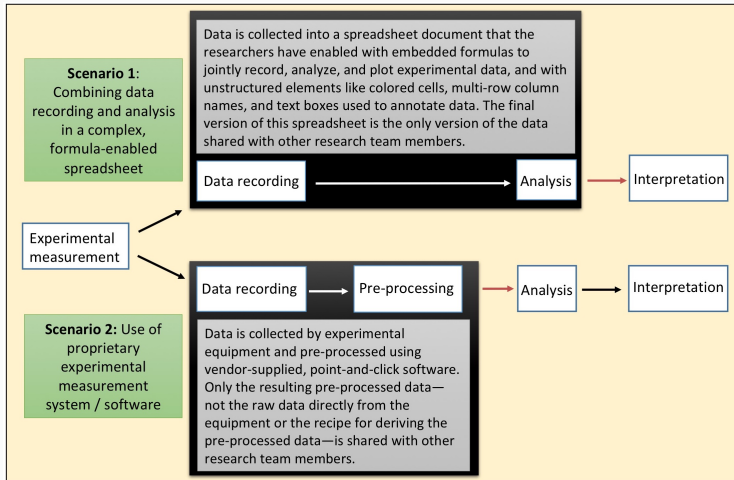 Scenario 1:
Combining data
recording and analysis
in a complex,
formula-enabled
spreadsheet
Data is collected into a spreadsheet document that the
researchers have enabled with embedded formulas to
jointly record, analyze, and plot experimental data, and with
unstructured elements like colored cells, multi-row column
names, and text boxes used to annotate data. The final
version of this spreadsheet is the only version of the data
shared with other research team members.
Data recording
Analysis
Interpretation
Experimental
measurement
Data recording
Pre-processing
Analysis
Interpretation
Scenario 2: Use of
proprietary
experimental
measurement
system / software
Data is collected by experimental
equipment and pre-processed using
vendor-supplied, point-and-click software.
Only the resulting pre-processed data—
not the raw data directly from the
equipment or the recipe for deriving the
pre-processed data—is shared with other
research team members.